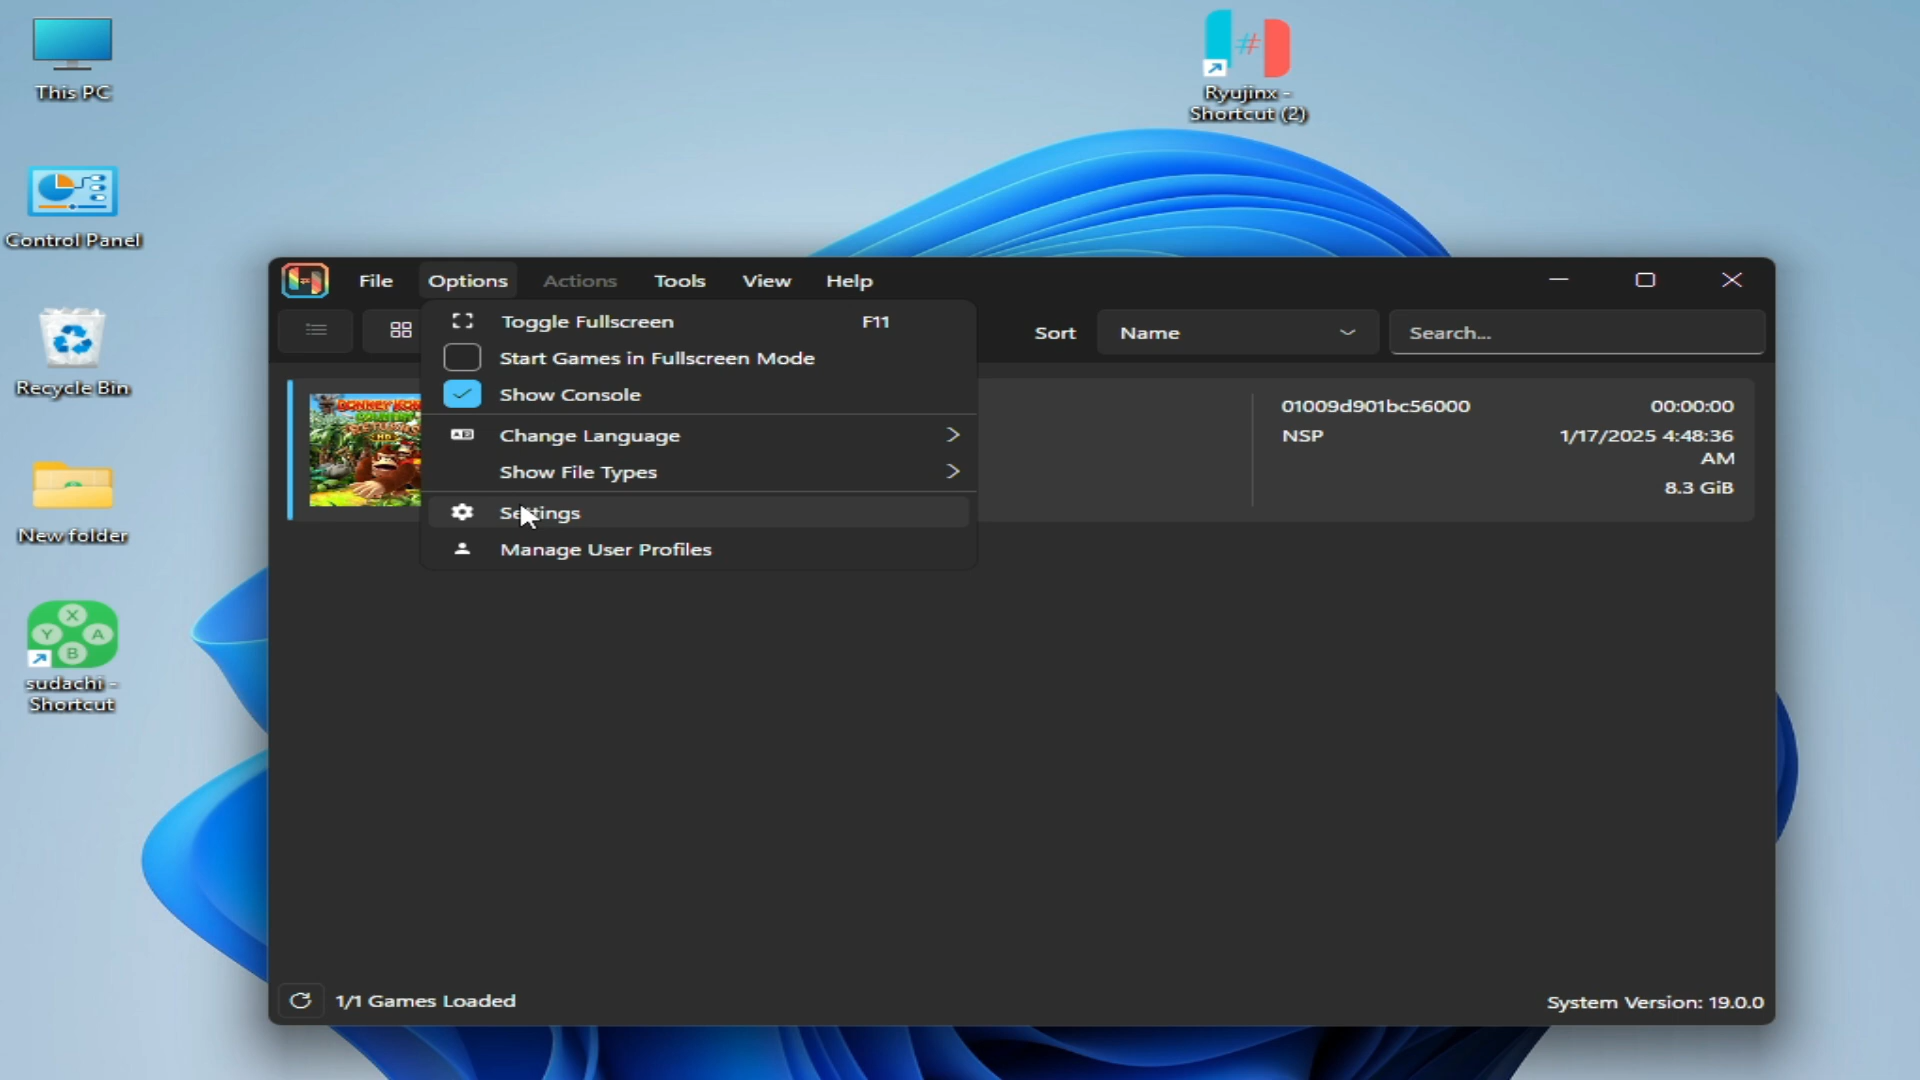 This PC
Control Panel
Recycle Bin
New folder
sudachi -
Shortcut
X
Y
A
B
#
Ryujinx -
Shortcut (2)
File
Options
Actions
Tools
View
Help
Sort
Name
Search...
Toggle Fullscreen
F11
Start Games in Fullscreen Mode
Show Console
Change Language
Show File Types
Settings
Manage User Profiles
DONKEY KON
HD
01009d901bc56000
NSP
00:00:00
1/17/2025 4:48:36
AM
8.3 GiB
1/1 Games Loaded
System Version: 19.0.0